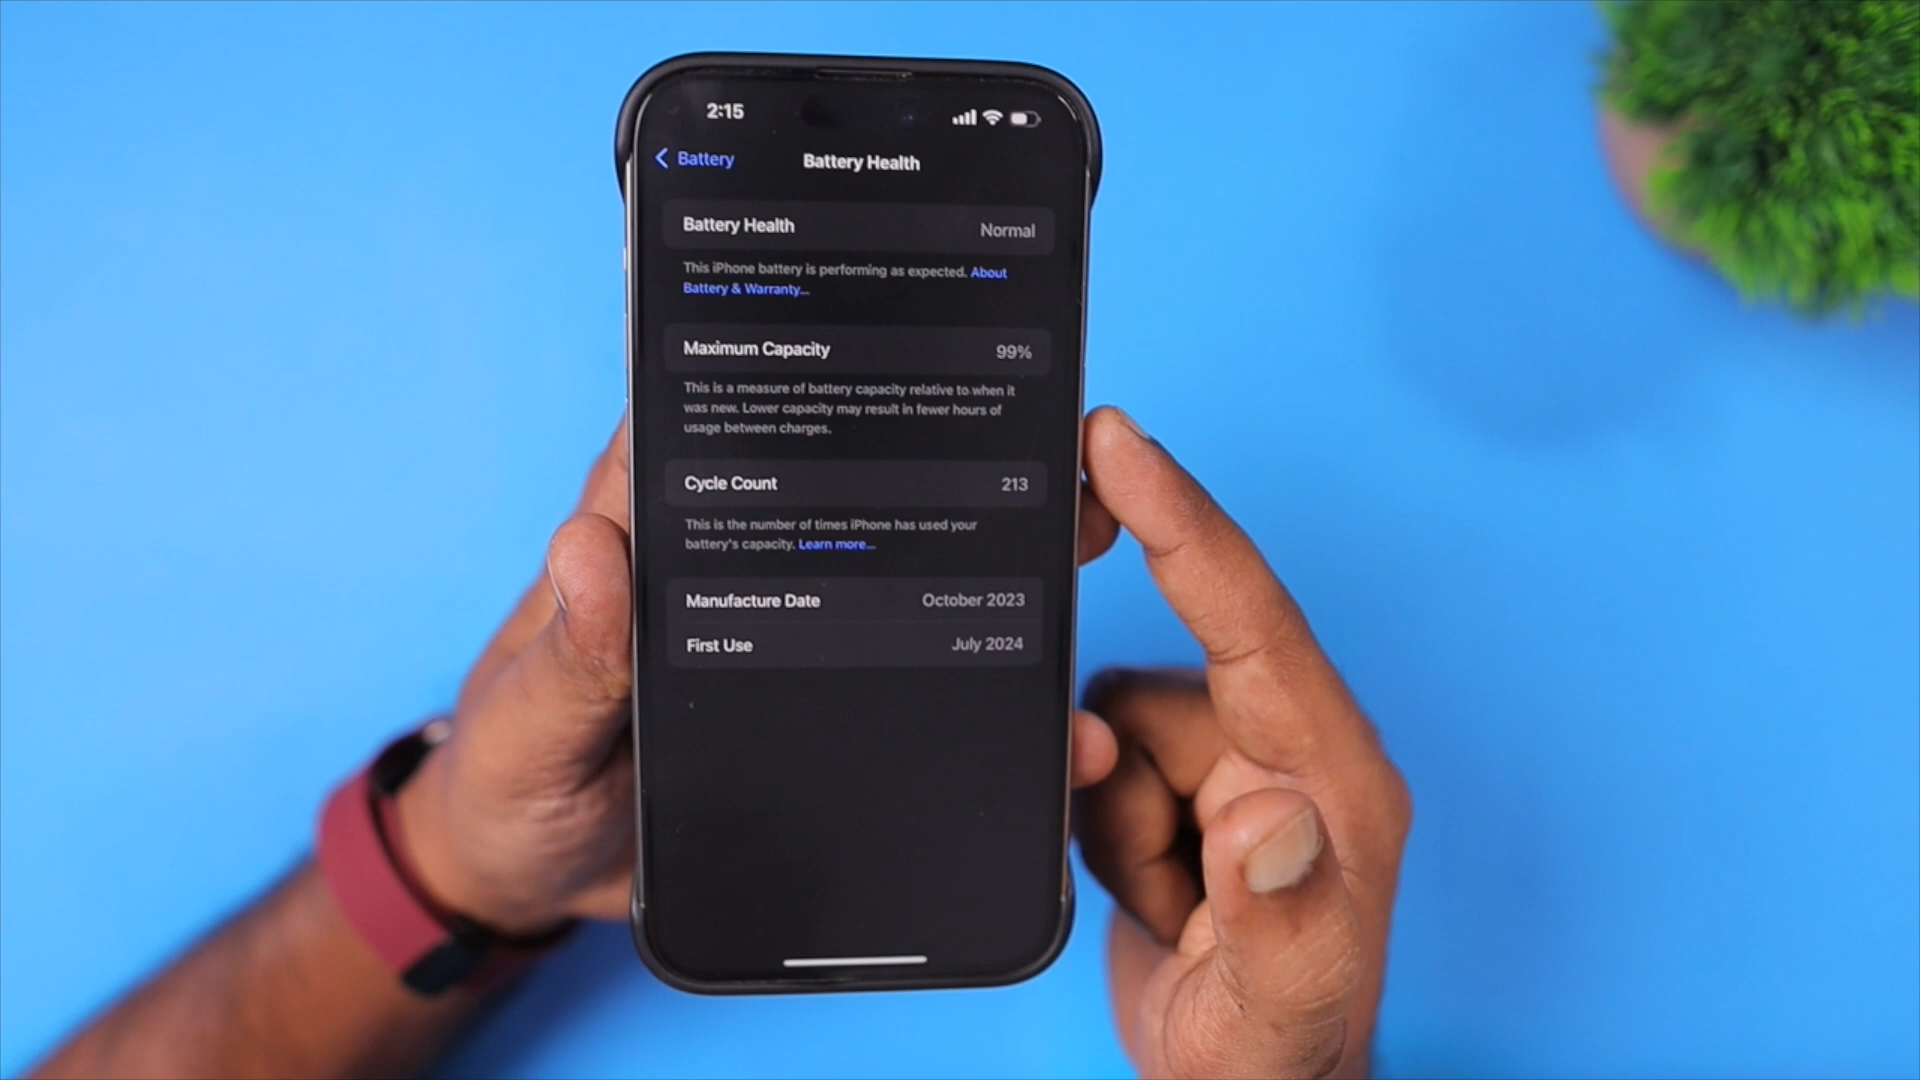 2:15
Battery
Battery Health
Battery Health Normal
This iPhone battery is performing as expected. About
Battery & Warranty...
Maximum Capacity 99%
This is a measure of battery capacity relative to when it
was new. Lower capacity may result in fewer hours of
usage between charges.
Cycle Count 213
This is the number of times iPhone has used your
battery's capacity. Learn more...
Manufacture Date October 2023
First Use July 2024